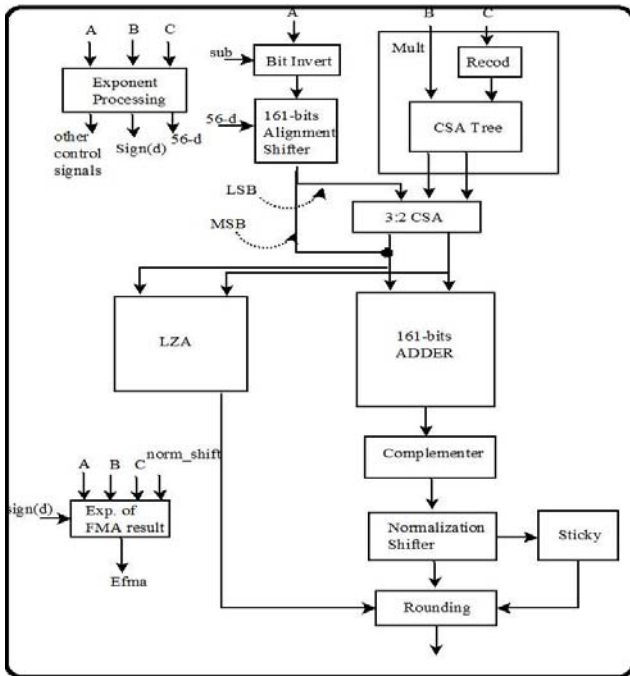 A
B
C
Exponent
Processing
other
control
signals
Sign(d)
56-d
A
sub
Bit Invert
56-d
161-bits
Alignment
Shifter
B
C
Mult
Recod
CSA Tree
LSB
MSB
3:2 CSA
LZA
161-bits
ADDER
Complementer
A
B
C
norm_shift
sign(d)
Exp. of
FMA result
Efma
Normalization
Shifter
Sticky
Rounding